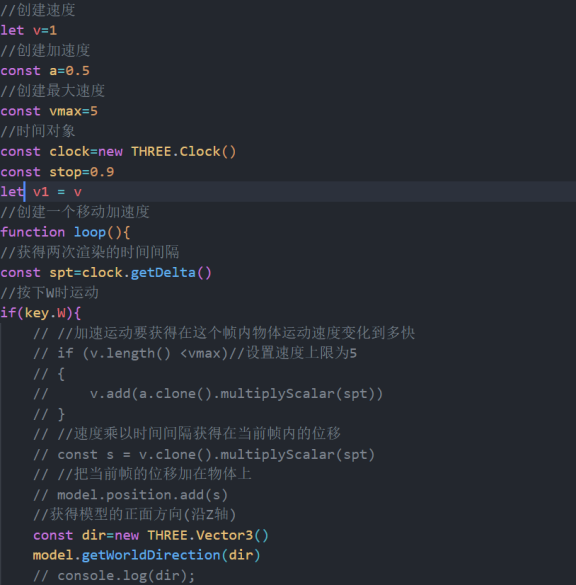 //创建速度
let v=1
//创建加速度
const a=0.5
//创建最大速度
const vmax=5
//时间对象
const clock=new THREE.Clock()
const stop=0.9
let v1 = v
//创建一个移动加速度
function loop(){
//获得两次渲染的时间间隔
const spt=clock.getDelta()
//按下W时运动
if(key.W){
    // //加速运动要获得在这个帧内物体运动速度变化到多快
    // if (v.length() <vmax)//设置速度上限为5
    // {
    //     v.add(a.clone().multiplyScalar(spt))
    // }
    // //速度乘以时间间隔获得在当前帧内的位移
    // const s = v.clone().multiplyScalar(spt)
    // //把当前帧的位移加在物体上
    // model.position.add(s)
    //获得模型的正面方向(沿Z轴)
    const dir=new THREE.Vector3()
    model.getWorldDirection(dir)
    // console.log(dir);